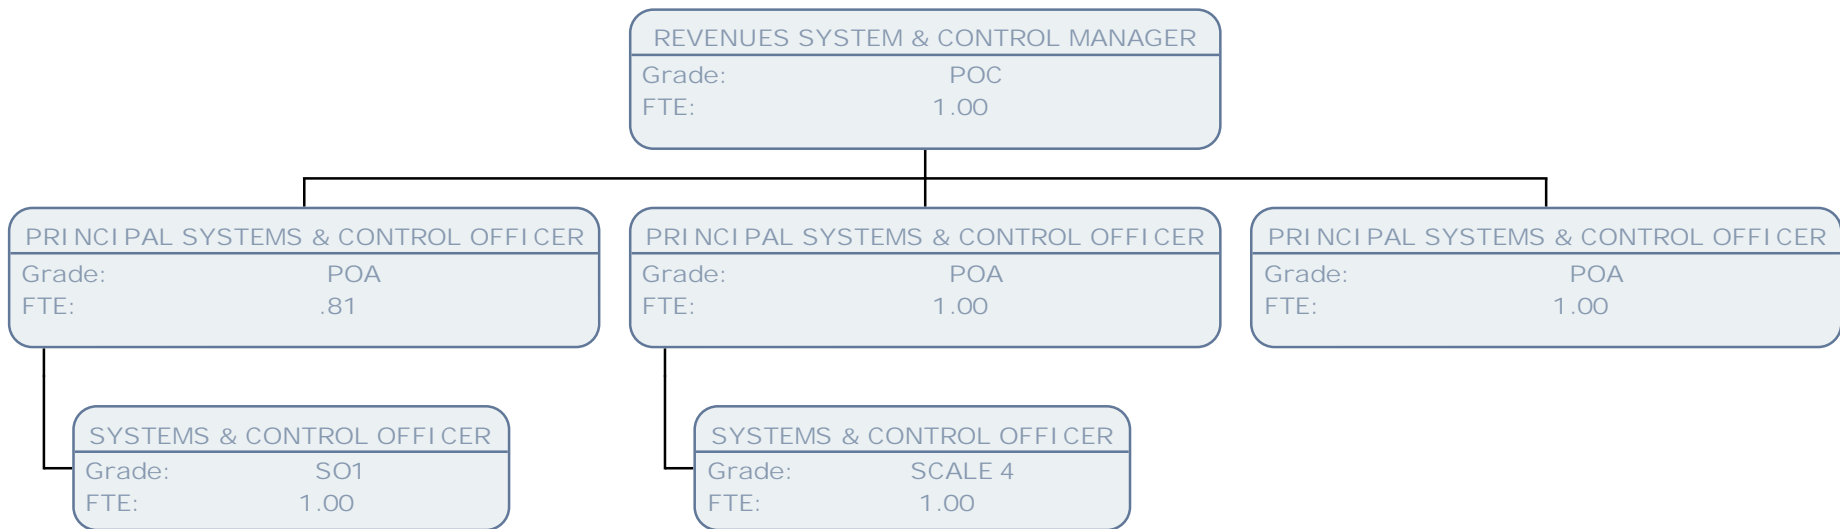 REVENUES SYSTEM & CONTROL MANAGER
Grade: POC
FTE: 1.00
PRINCIPAL SYSTEMS & CONTROL OFFICER
Grade: POA
FTE: .81
PRINCIPAL SYSTEMS & CONTROL OFFICER
Grade: POA
FTE: 1.00
PRINCIPAL SYSTEMS & CONTROL OFFICER
Grade: POA
FTE: 1.00
SYSTEMS & CONTROL OFFICER
Grade: SO1
FTE: 1.00
SYSTEMS & CONTROL OFFICER
Grade: SCALE 4
FTE: 1.00